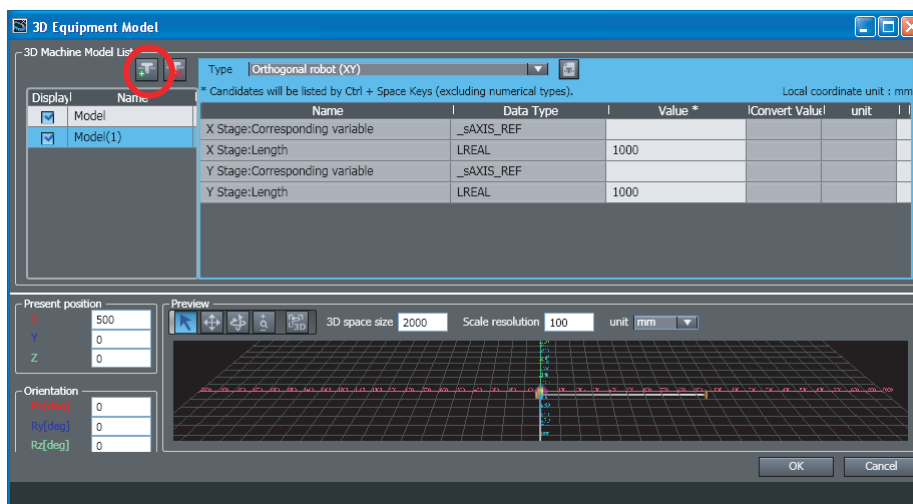 3D Equipment Model
3D Machine Model List
Type Orthogonal robot (XY)
* Candidates will be listed by Ctrl + Space Keys (excluding numerical types). Local coordinate unit : mm
Display Name
Model
Model(1)
Name Data Type Value * Convert Value unit
X Stage:Corresponding variable _sAXIS_REF
X Stage:Length LREAL 1000
Y Stage:Corresponding variable _sAXIS_REF
Y Stage:Length LREAL 1000
Present position
X 500
Y 0
Z 0
Orientation
Rx[deg] 0
Ry[deg] 0
Rz[deg] 0
Preview
3D space size 2000 Scale resolution 100 unit mm
OK Cancel